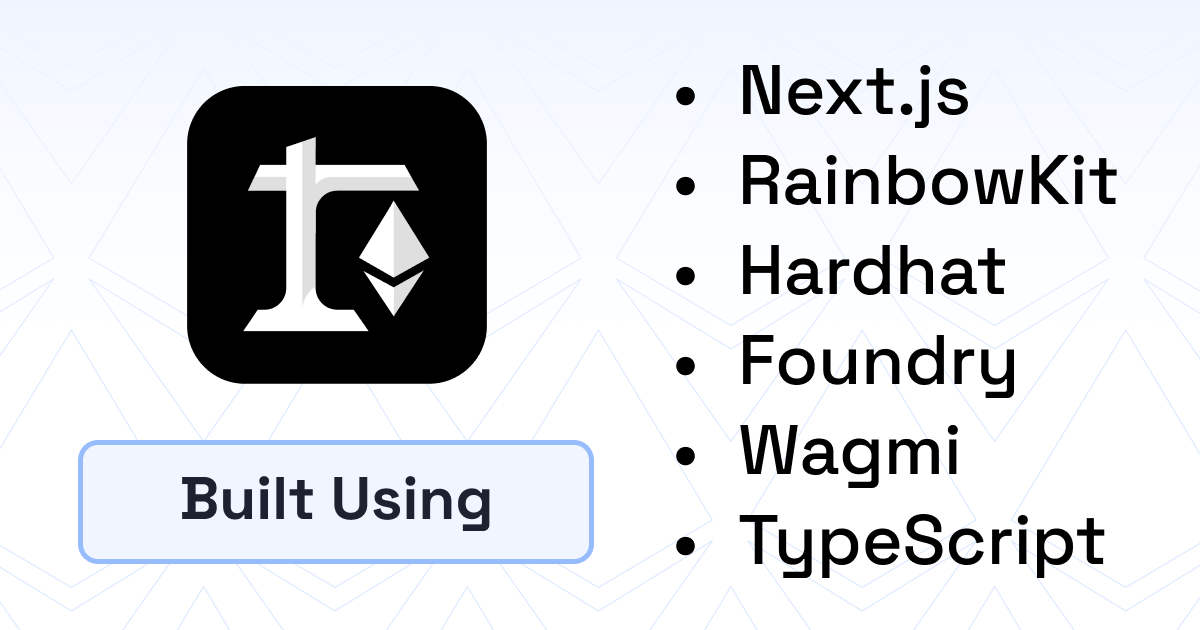 Built Using
Next.js
RainbowKit
Hardhat
Foundry
Wagmi
TypeScript